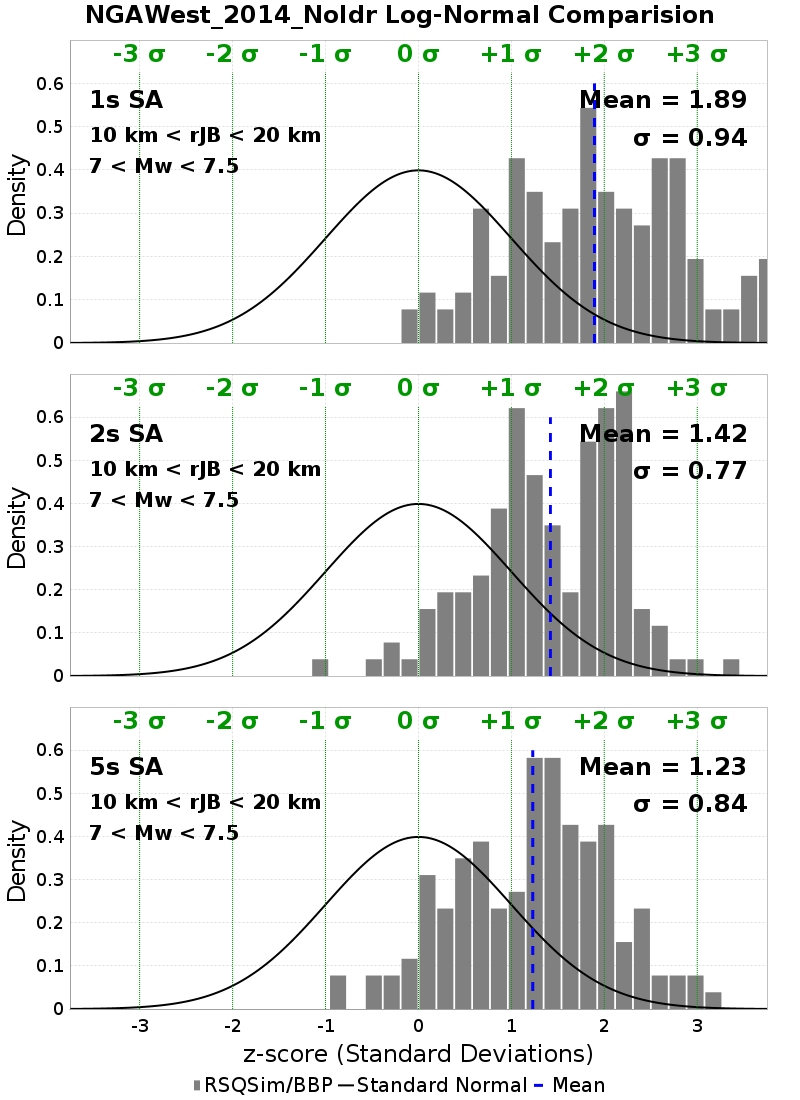 NGAWest_2014_NoIdr Log-Normal Comparision
-3 σ -2 σ -1 σ 0 σ +1 σ +2 σ +3 σ
1s SA
Mean = 1.89
10 km < rJB < 20 km
σ = 0.94
7 < Mw < 7.5
0.6
0.5
0.4
0.3
0.2
0.1
0
Density
-3 σ -2 σ -1 σ 0 σ +1 σ +2 σ +3 σ
2s SA
Mean = 1.42
10 km < rJB < 20 km
σ = 0.77
7 < Mw < 7.5
0.6
0.5
0.4
0.3
0.2
0.1
0
Density
-3 σ -2 σ -1 σ 0 σ +1 σ +2 σ +3 σ
5s SA
Mean = 1.23
10 km < rJB < 20 km
σ = 0.84
7 < Mw < 7.5
0.6
0.5
0.4
0.3
0.2
0.1
0
Density
-3 -2 -1 0 1 2 3
z-score (Standard Deviations)
RSQSim/BBP Standard Normal Mean